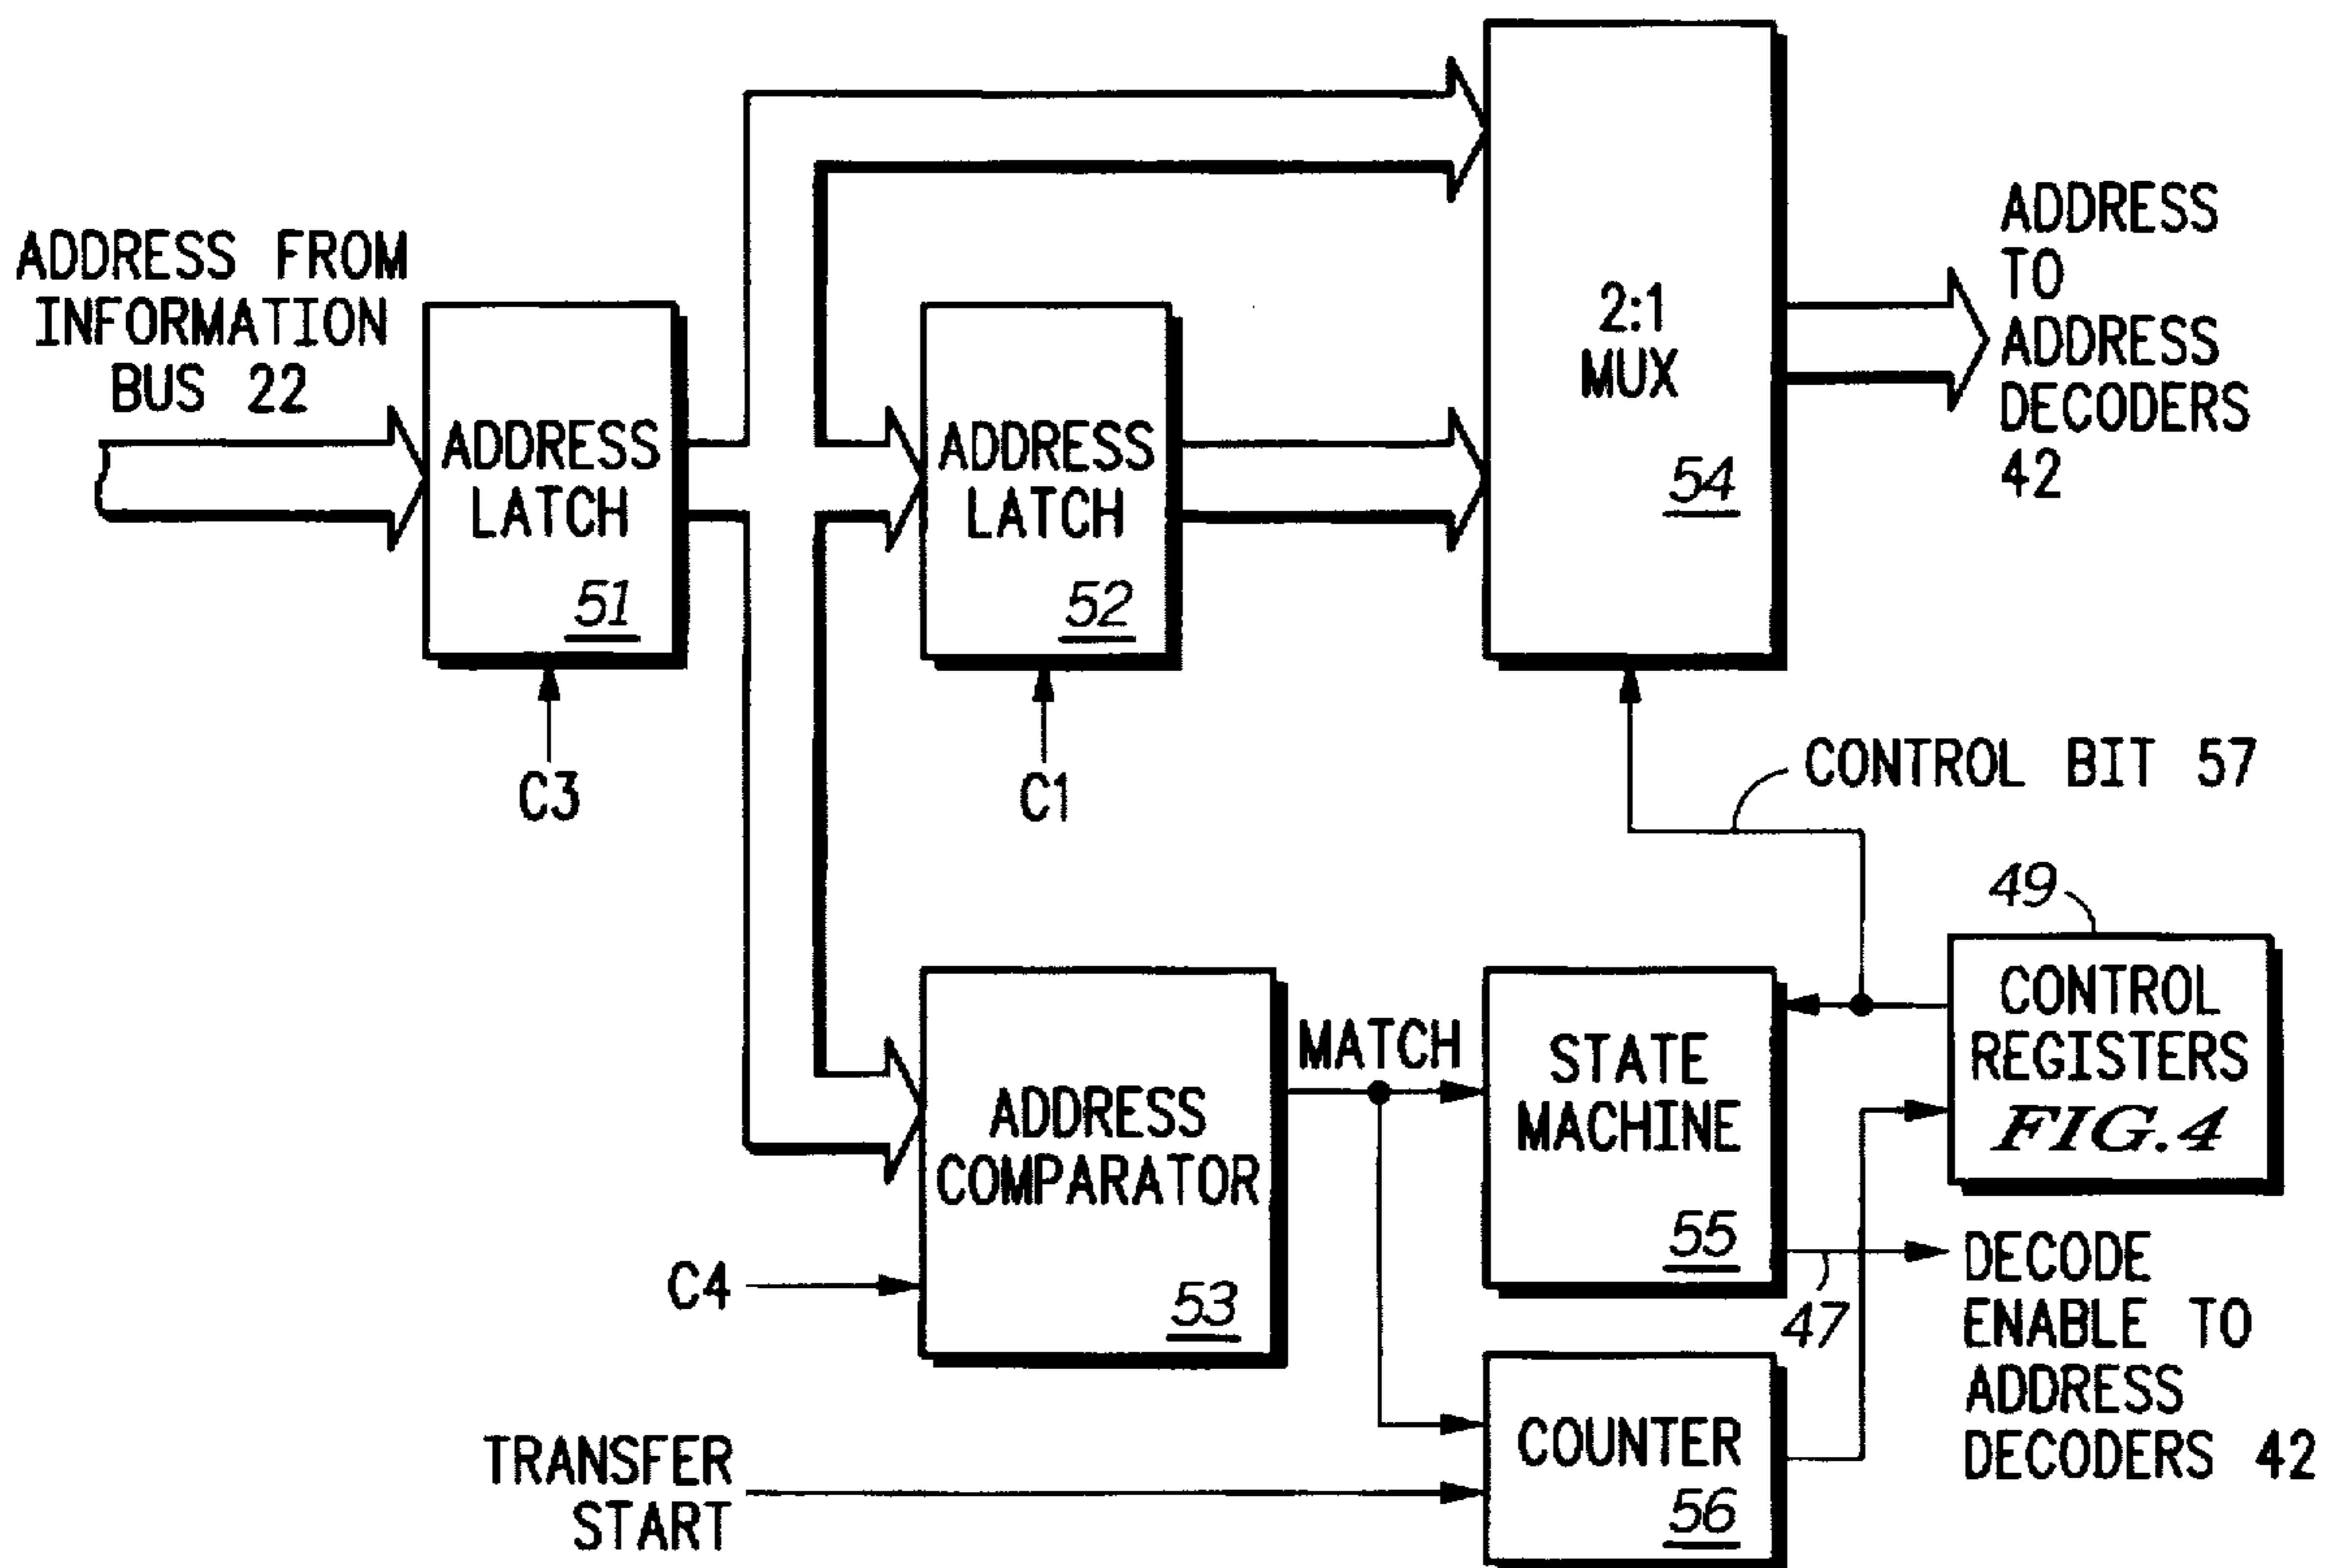 ADDRESS FROM
INFORMATION
BUS 22
ADDRESS
LATCH
51
C3
ADDRESS
LATCH
52
C1
2:1
MUX
54
ADDRESS
TO
ADDRESS
DECODERS
42
CONTROL BIT 57
49
CONTROL
REGISTERS
FIG.4
ADDRESS
COMPARATOR
53
C4
MATCH
STATE
MACHINE
55
47
DECODE
ENABLE TO
ADDRESS
DECODERS 42
TRANSFER
START
COUNTER
56